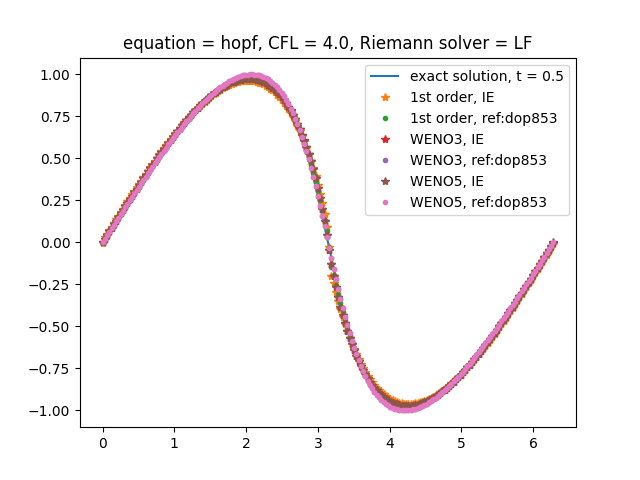 equation = hopf, CFL = 4.0, Riemann solver = LF
exact solution, t = 0.5
1st order, IE
1st order, ref:dop853
WENO3, IE
WENO3, ref:dop853
WENO5, IE
WENO5, ref:dop853
1.00
0.75
0.50
0.25
0.00
−0.25
−0.50
−0.75
−1.00
0 1 2 3 4 5 6